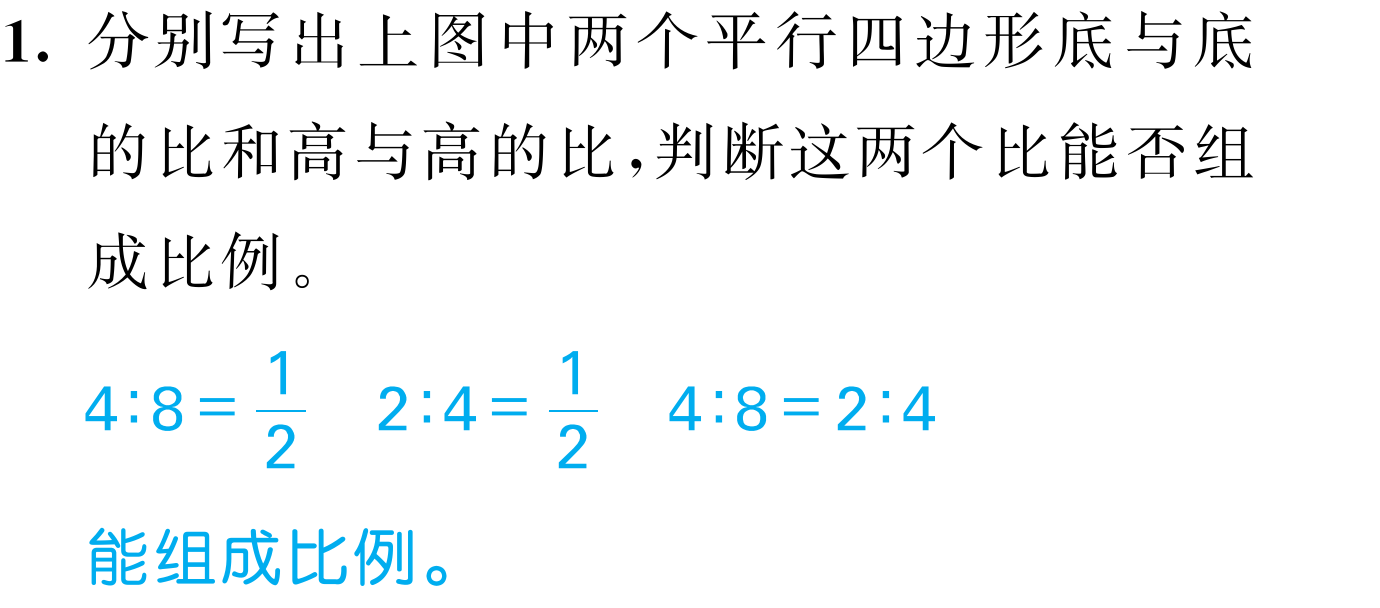 1. 分别写出上图中两个平行四边形底与底
的比和高与高的比,判断这两个比能否组
成比例。
4∶8=1/2 2∶4=1/2 4∶8=2∶4
能组成比例。